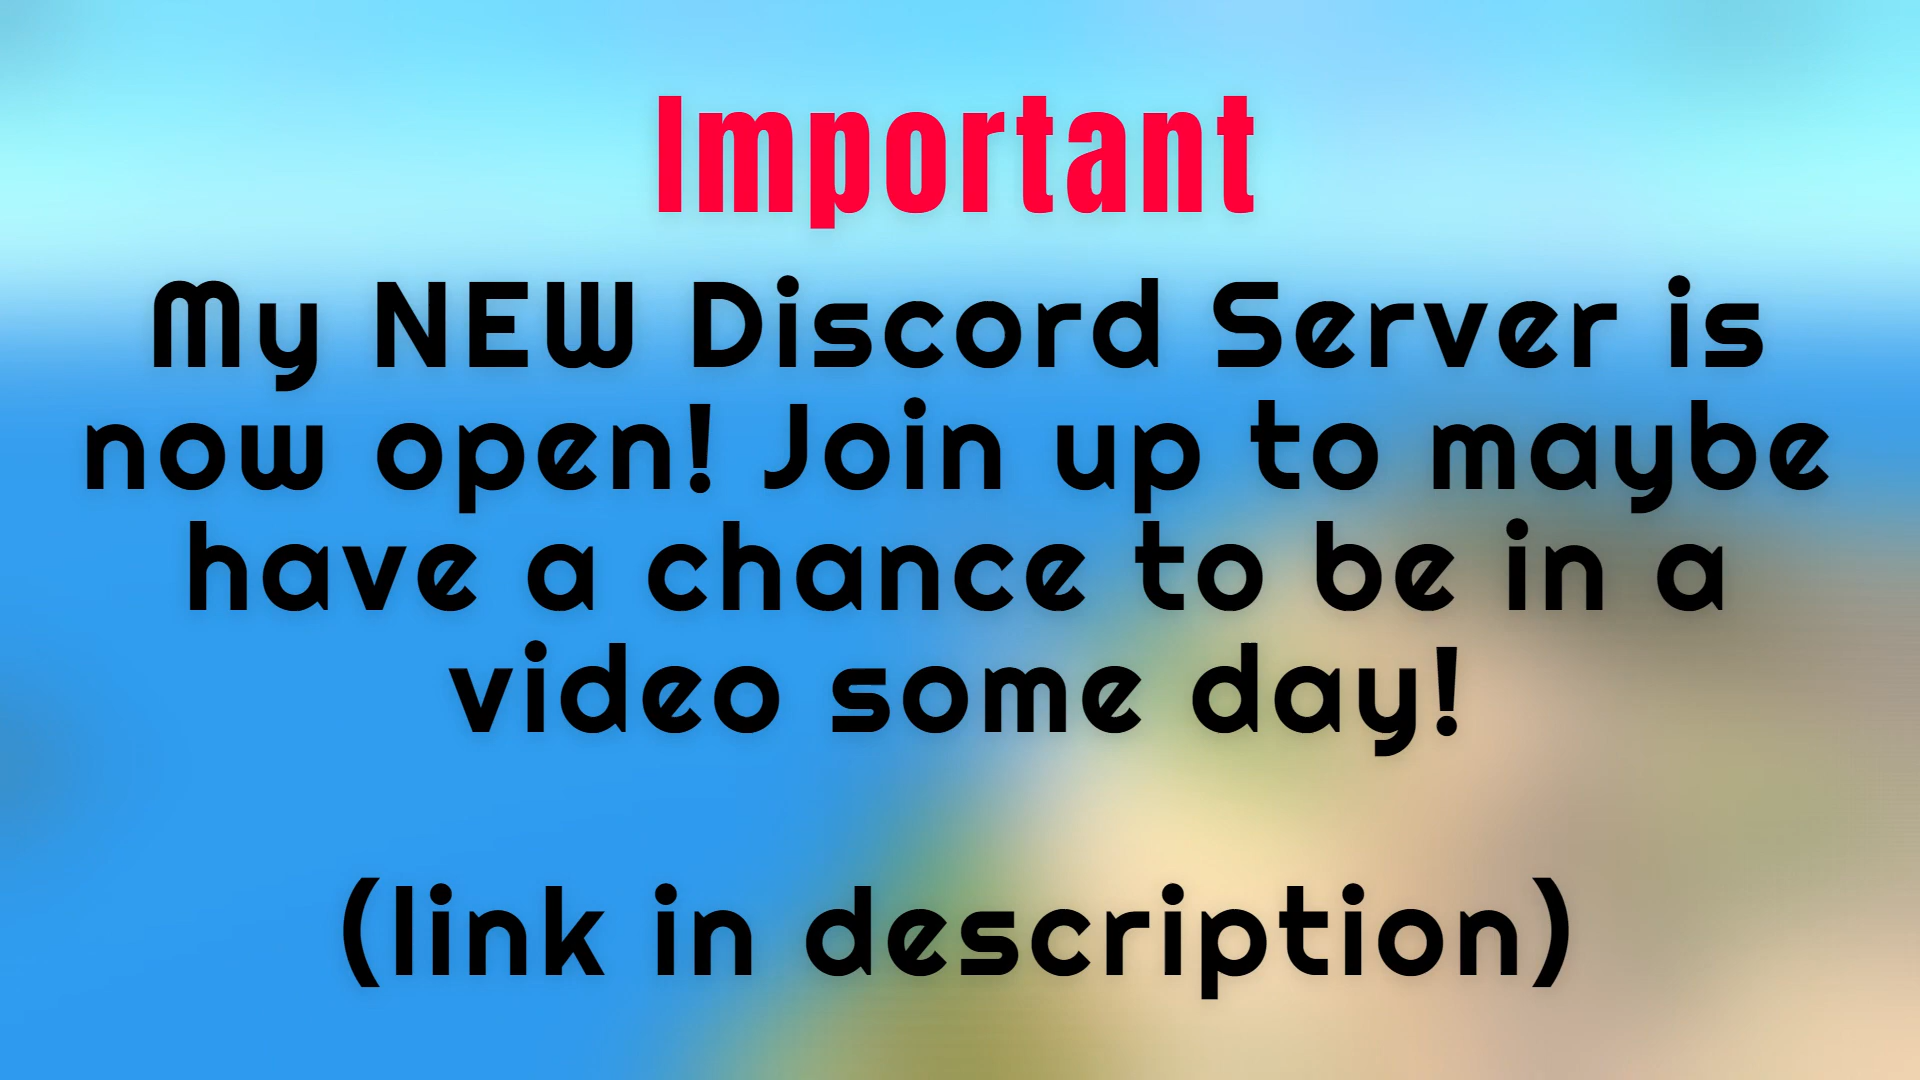 Important
My NEW Discord Server is
now open! Join up to maybe
have a chance to be in a
video some day!
(link in description)